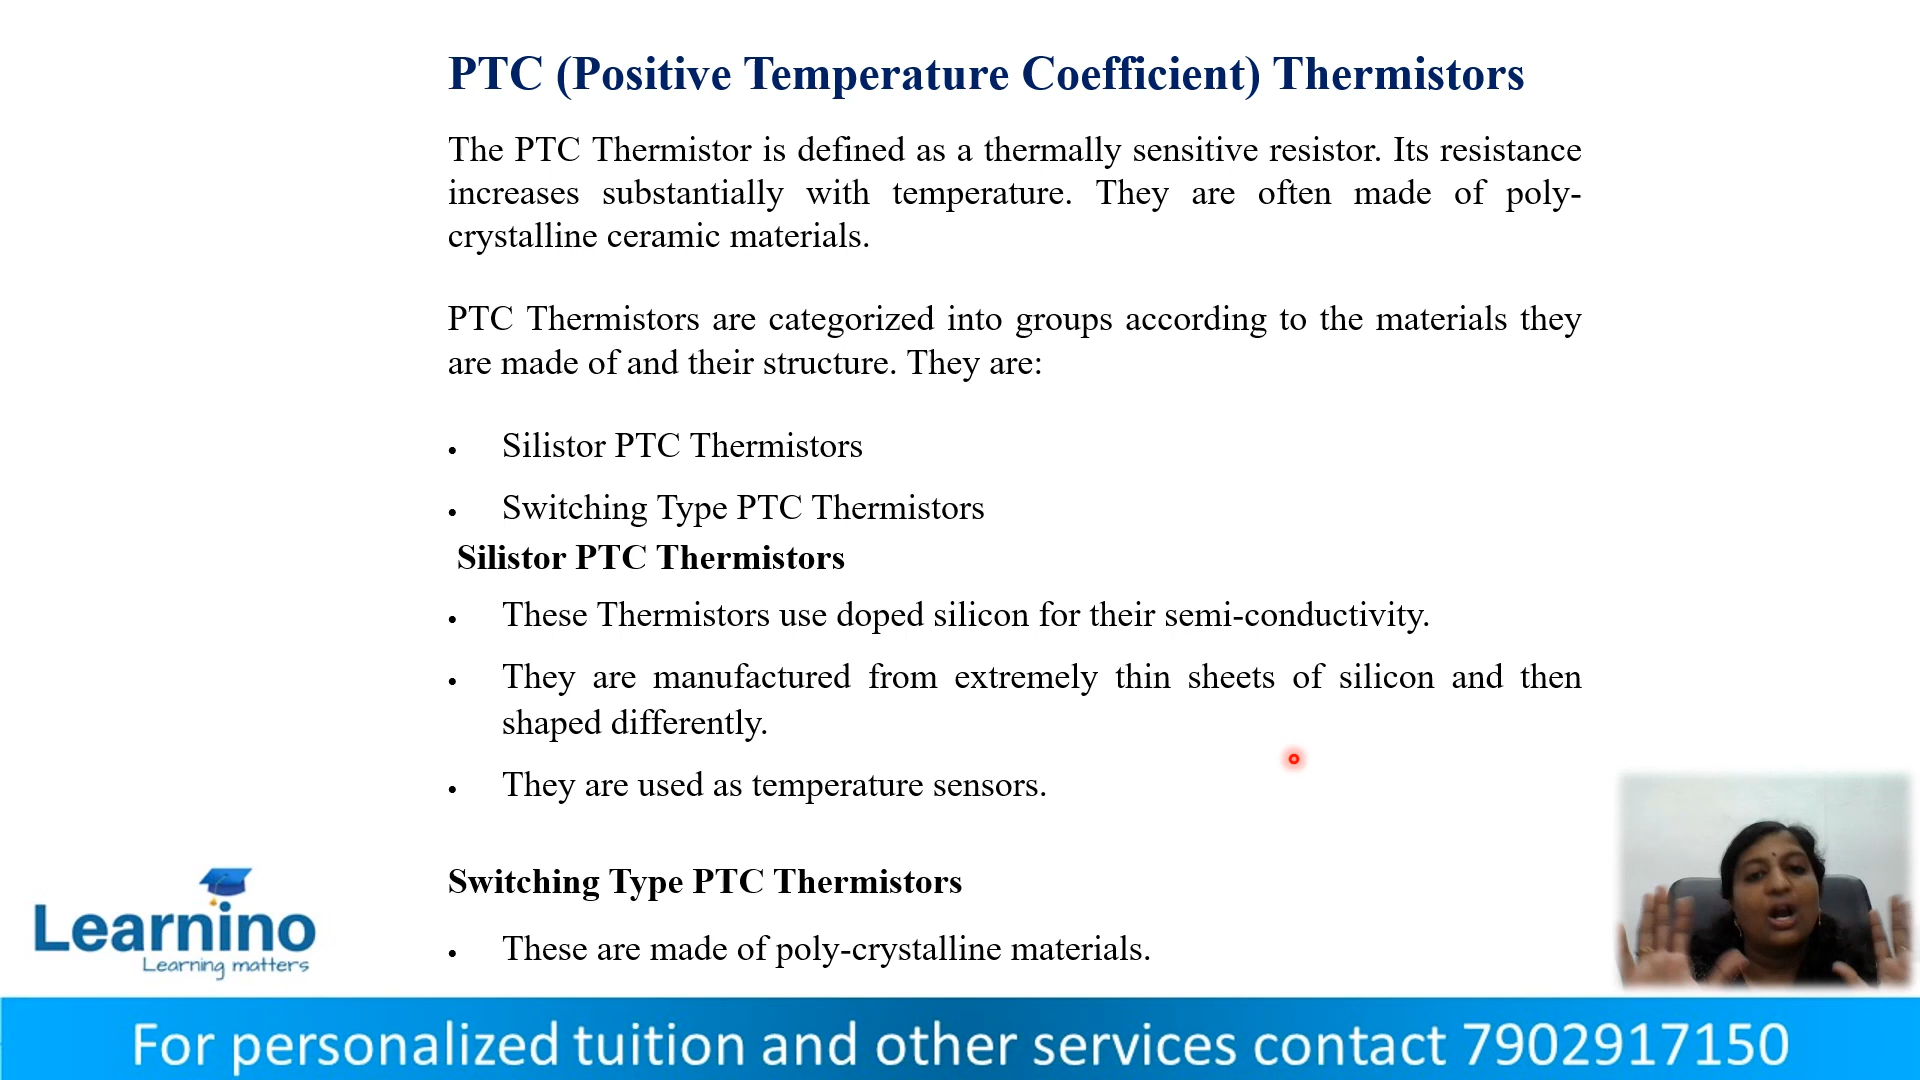 PTC (Positive Temperature Coefficient) Thermistors
The PTC Thermistor is defined as a thermally sensitive resistor. Its resistance
increases substantially with temperature. They are often made of poly-
crystalline ceramic materials.
PTC Thermistors are categorized into groups according to the materials they
are made of and their structure. They are:
• Silistor PTC Thermistors
• Switching Type PTC Thermistors
Silistor PTC Thermistors
• These Thermistors use doped silicon for their semi-conductivity.
• They are manufactured from extremely thin sheets of silicon and then
shaped differently.
• They are used as temperature sensors.
Switching Type PTC Thermistors
• These are made of poly-crystalline materials.
Learnino
Learning matters
For personalized tuition and other services contact 7902917150